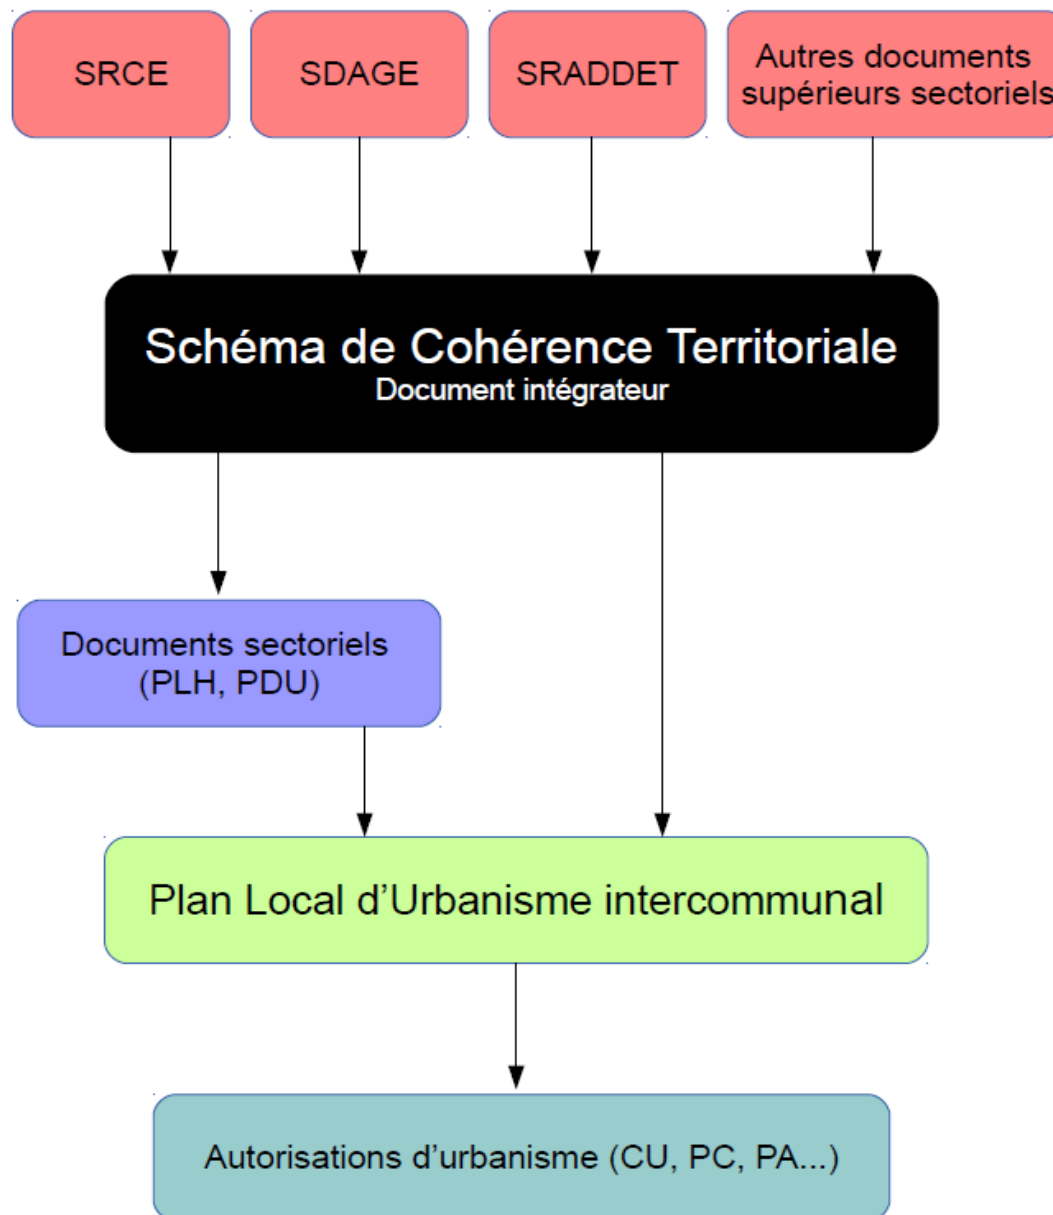 SRCE
SDAGE
SRADDET
Autres documents
supérieurs sectoriels
Schéma de Cohérence Territoriale
Document intégrateur
Documents sectoriels
(PLH, PDU)
Plan Local d’Urbanisme intercommunal
Autorisations d’urbanisme (CU, PC, PA...)